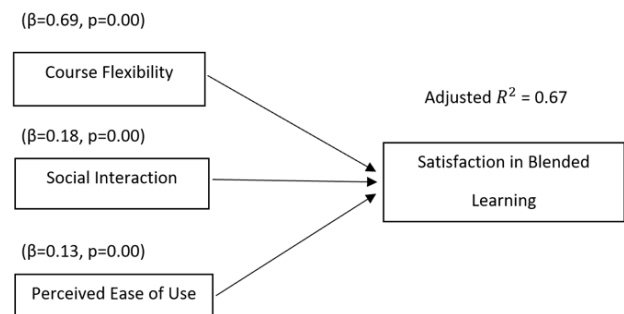 (β=0.69, p=0.00)
Course Flexibility
Adjusted R² = 0.67
(β=0.18, p=0.00)
Social Interaction
Satisfaction in Blended
Learning
(β=0.13, p=0.00)
Perceived Ease of Use